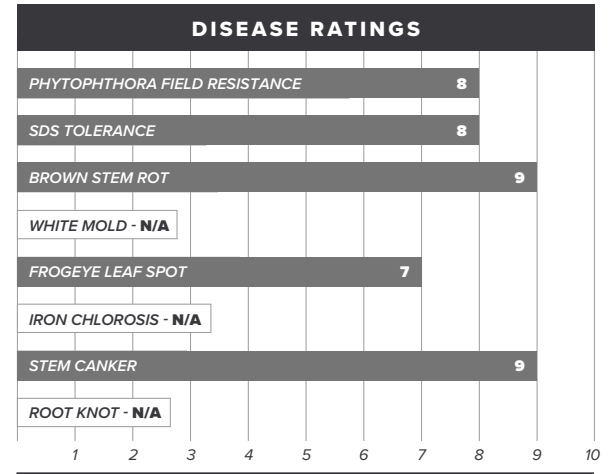 DISEASE RATINGS
PHYTOPHTHORA FIELD RESISTANCE 8
SDS TOLERANCE 8
BROWN STEM ROT 9
WHITE MOLD - N/A
FROGEYE LEAF SPOT 7
IRON CHLOROSIS - N/A
STEM CANKER 9
ROOT KNOT - N/A
1 2 3 4 5 6 7 8 9 10